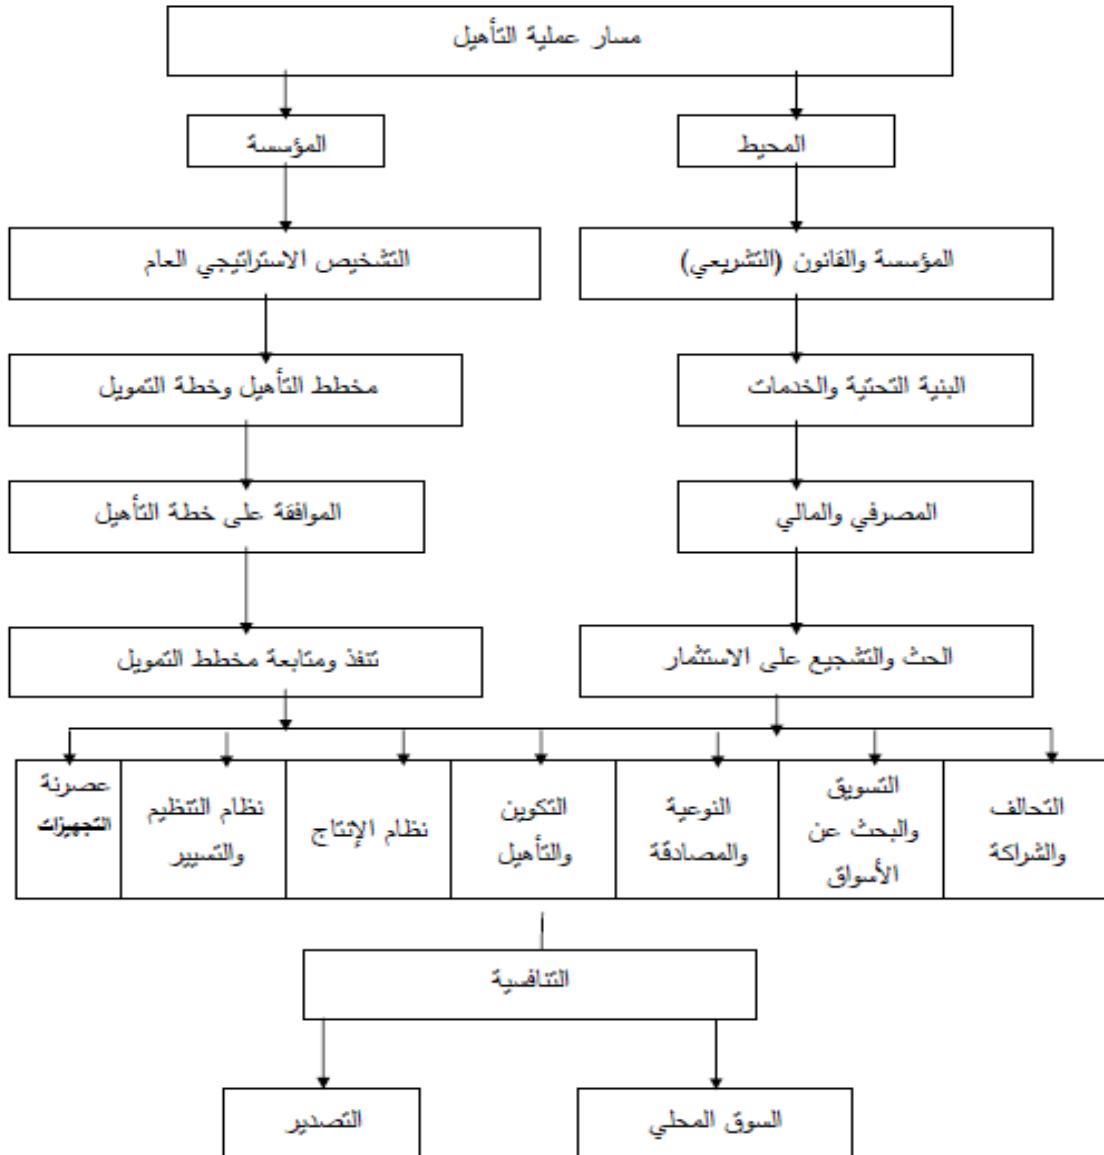 مسار عملية التأهيل
المحيط
المؤسسة
المؤسسة والقانون (التشريعي)
التشخيص الاستراتيجي العام
البنية التحتية والخدمات
مخطط التأهيل وخطة التمويل
المصرفي والمالي
الموافقة على خطة التأهيل
الحث والتشجيع على الاستثمار
تنفذ ومتابعة مخطط التمويل
التحالف
والشراكة
التسويق
والبحث عن
الأسواق
النوعية
والمصادقة
التكوين
والتأهيل
نظام الإنتاج
نظام التنظيم
والتسيير
عصرنة
التجهيزات
التنافسية
السوق المحلي
التصدير